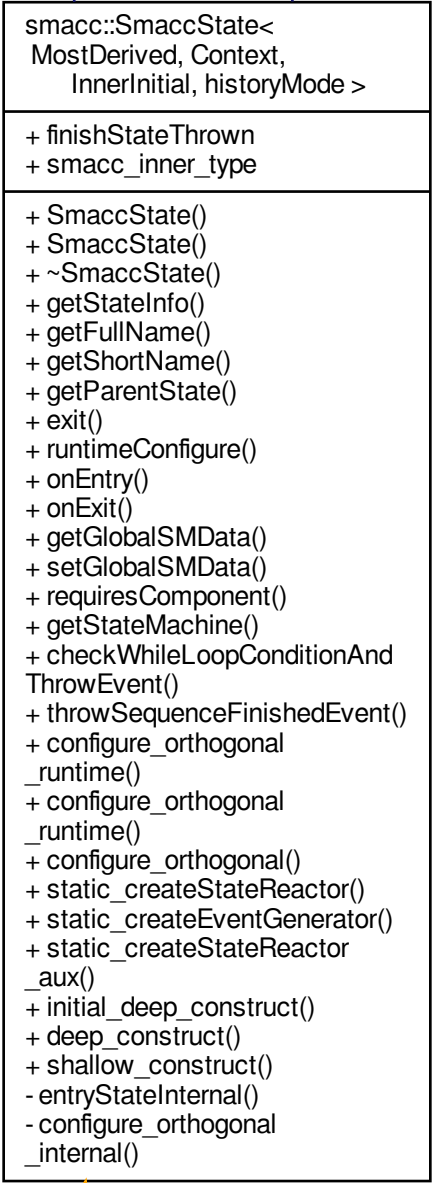 smacc::SmaccState<
MostDerived, Context,
InnerInitial, historyMode >
+ finishStateThrown
+ smacc_inner_type
+ SmaccState()
+ SmaccState()
+ ~SmaccState()
+ getStateInfo()
+ getFullName()
+ getShortName()
+ getParentState()
+ exit()
+ runtimeConfigure()
+ onEntry()
+ onExit()
+ getGlobalSMData()
+ setGlobalSMData()
+ requiresComponent()
+ getStateMachine()
+ checkWhileLoopConditionAnd
ThrowEvent()
+ throwSequenceFinishedEvent()
+ configure_orthogonal
_runtime()
+ configure_orthogonal
_runtime()
+ configure_orthogonal()
+ static_createStateReactor()
+ static_createEventGenerator()
+ static_createStateReactor
_aux()
+ initial_deep_construct()
+ deep_construct()
+ shallow_construct()
- entryStateInternal()
- configure_orthogonal
_internal()